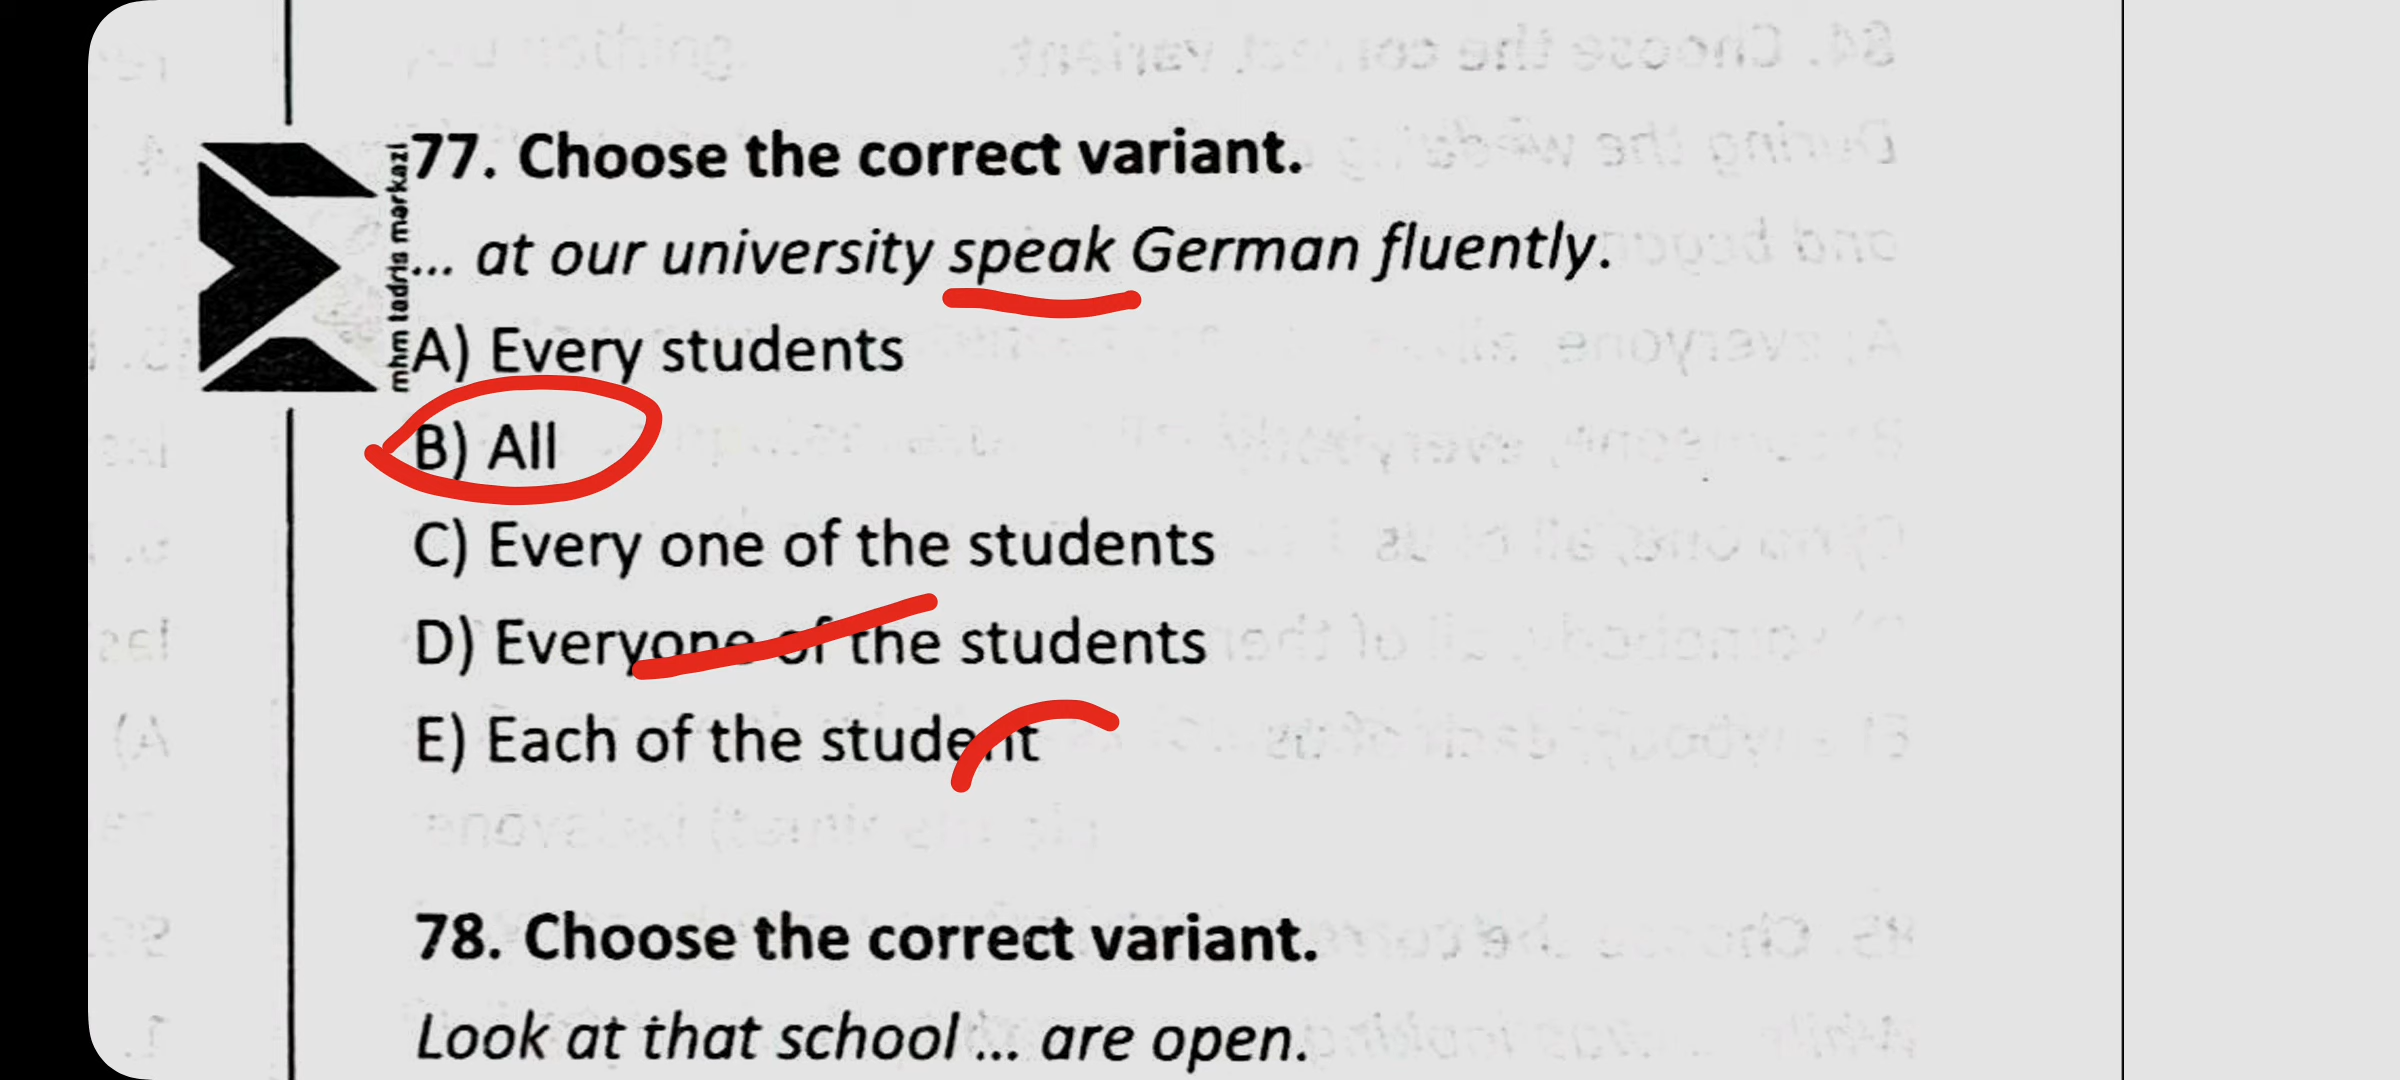 77. Choose the correct variant.
... at our university speak German fluently.
mhm tadris markazi
A) Every students
B) All
C) Every one of the students
D) Everyone of the students
E) Each of the student
78. Choose the correct variant.
Look at that school ... are open.